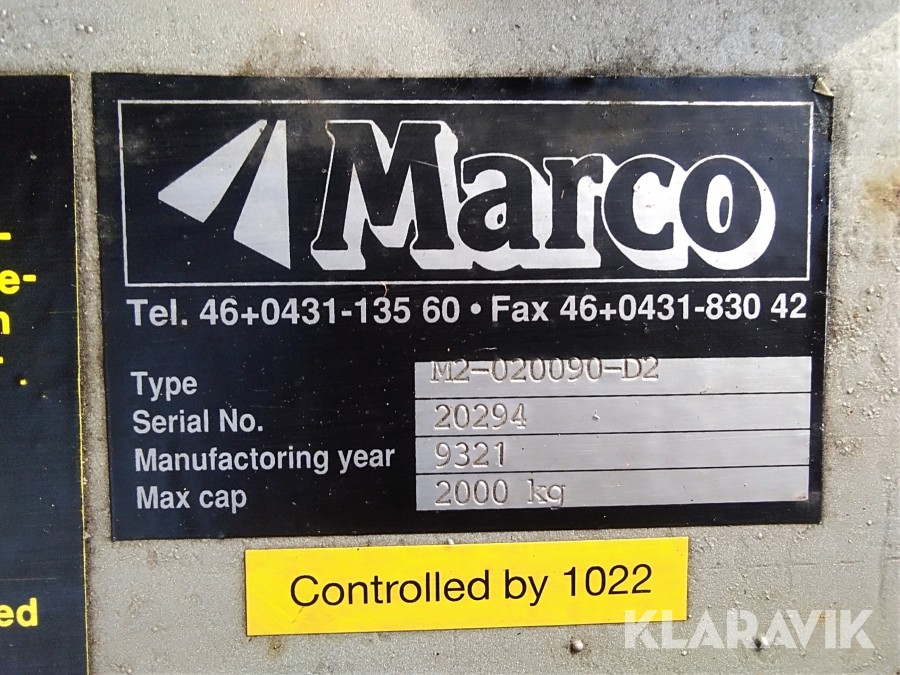 Marco
Tel. 46+0431-135 60 • Fax 46+0431-830 42
Type M2-020090-D2
Serial No. 20294
Manufactoring year 9321
Max cap 2000 kg
Controlled by 1022
e-
n
ed
KLARAVIK